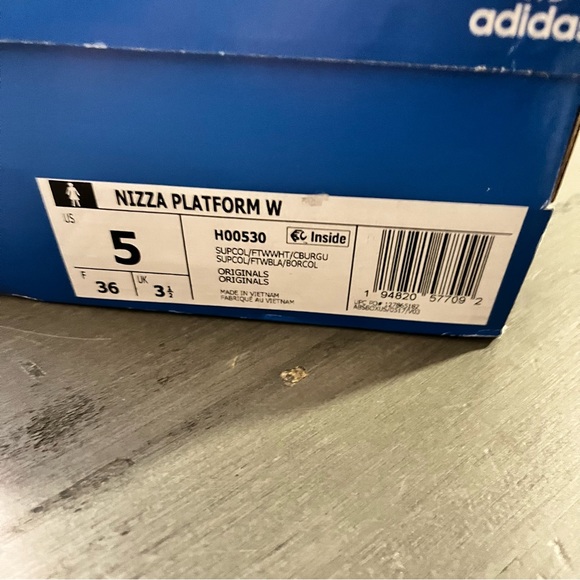 adidas
NIZZA PLATFORM W
US
5
F
36
UK
3½
H00530
Inside
SUPCOL/FTWWHT/CBURGU
SUPCOL/FTWBLA/BORCOL
ORIGINALS
ORIGINALS
MADE IN VIETNAM
FABRIQUÉ AU VIETNAM
1 94820 57709 2